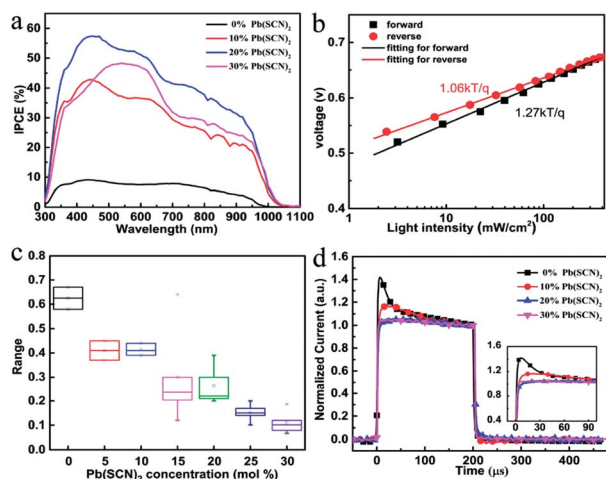 a
0% Pb(SCN)2
10% Pb(SCN)2
20% Pb(SCN)2
30% Pb(SCN)2
60
50
40
30
20
10
0
IPCE (%)
300 400 500 600 700 800 900 1000 1100
Wavelength (nm)
b
forward
reverse
fitting for forward
fitting for reverse
1.06kT/q
1.27kT/q
0.7
0.6
0.5
0.4
voltage (v)
1 10 100
Light intensity (mW/cm2)
c
0.8
0.7
0.6
0.5
0.4
0.3
0.2
0.1
0.0
Range
0 5 10 15 20 25 30
Pb(SCN)2 concentration (mol %)
d
0% Pb(SCN)2
10% Pb(SCN)2
20% Pb(SCN)2
30% Pb(SCN)2
1.6
1.4
1.2
1.0
0.8
0.6
0.4
0.2
0.0
Normalized Current (a.u.)
1.4
1.2
1.0
0.8
0 30 60 90
0 100 200 300 400
Time (μs)